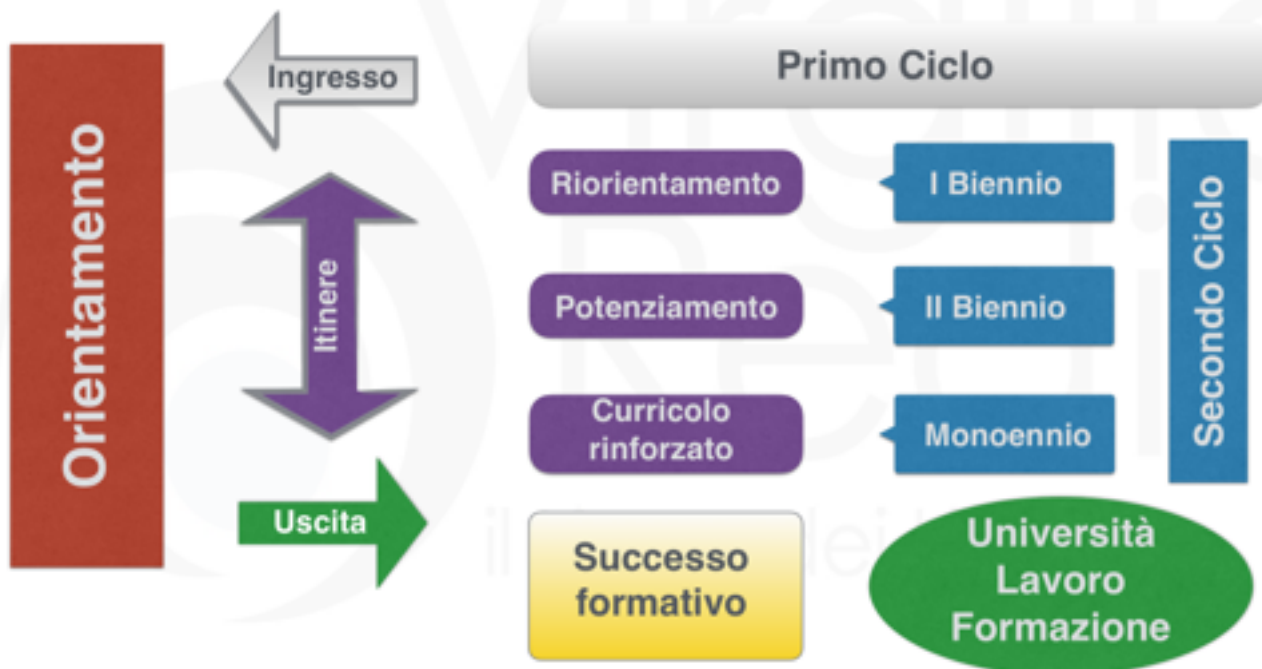 Orientamento
Ingresso
Primo Ciclo
Itinere
Riorientamento
I Biennio
Potenziamento
II Biennio
Curricolo
rinforzato
Monoennio
Secondo Ciclo
Uscita
Successo
formativo
Università
Lavoro
Formazione